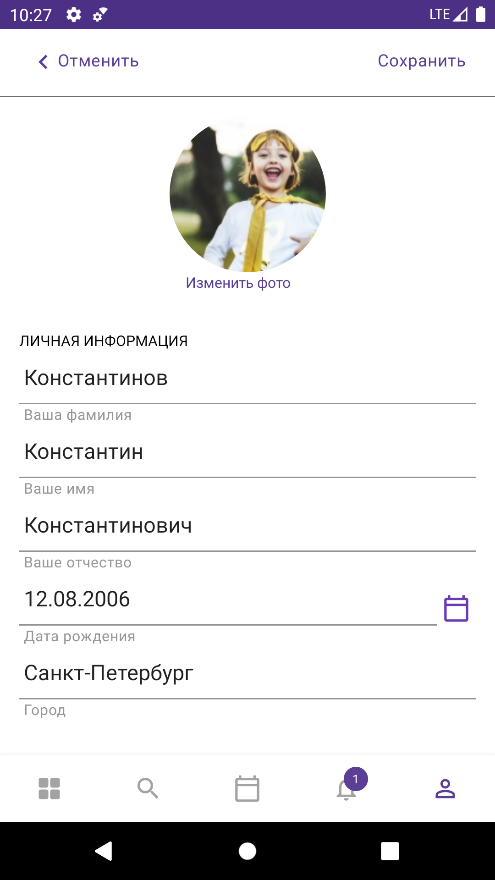 10:27
LTE
Отменить
Сохранить
Изменить фото
ЛИЧНАЯ ИНФОРМАЦИЯ
Константинов
Ваша фамилия
Константин
Ваше имя
Константинович
Ваше отчество
12.08.2006
Дата рождения
Санкт-Петербург
Город
1